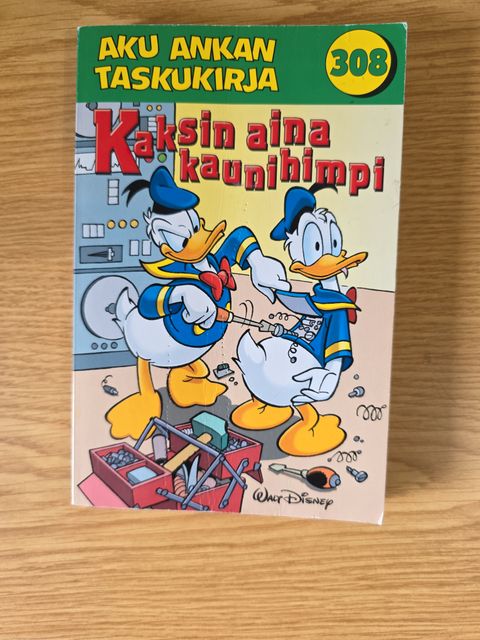 AKU ANKAN
TASKUKIRJA
308
Kaksin aina
kaunihimpi
WALT DISNEY